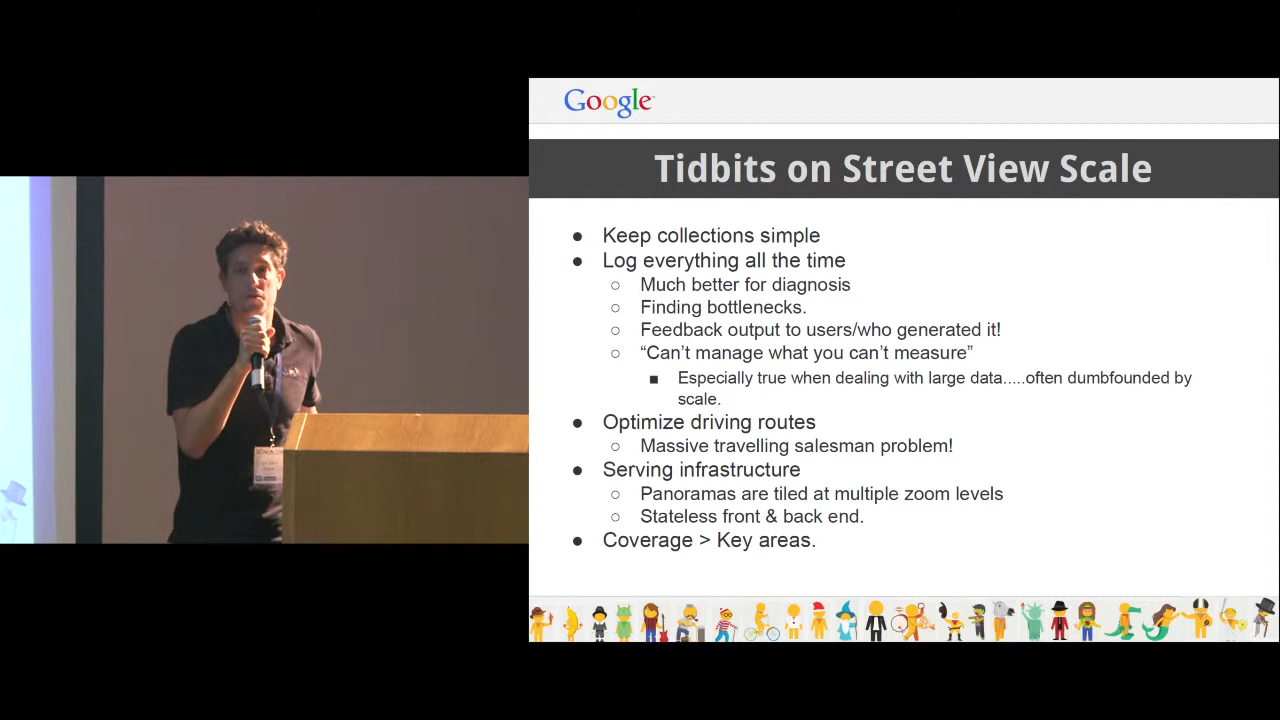 Google
Tidbits on Street View Scale
● Keep collections simple
● Log everything all the time
○ Much better for diagnosis
○ Finding bottlenecks.
○ Feedback output to users/who generated it!
○ “Can’t manage what you can’t measure”
■ Especially true when dealing with large data.....often dumbfounded by
scale.
● Optimize driving routes
○ Massive travelling salesman problem!
● Serving infrastructure
○ Panoramas are tiled at multiple zoom levels
○ Stateless front & back end.
● Coverage > Key areas.